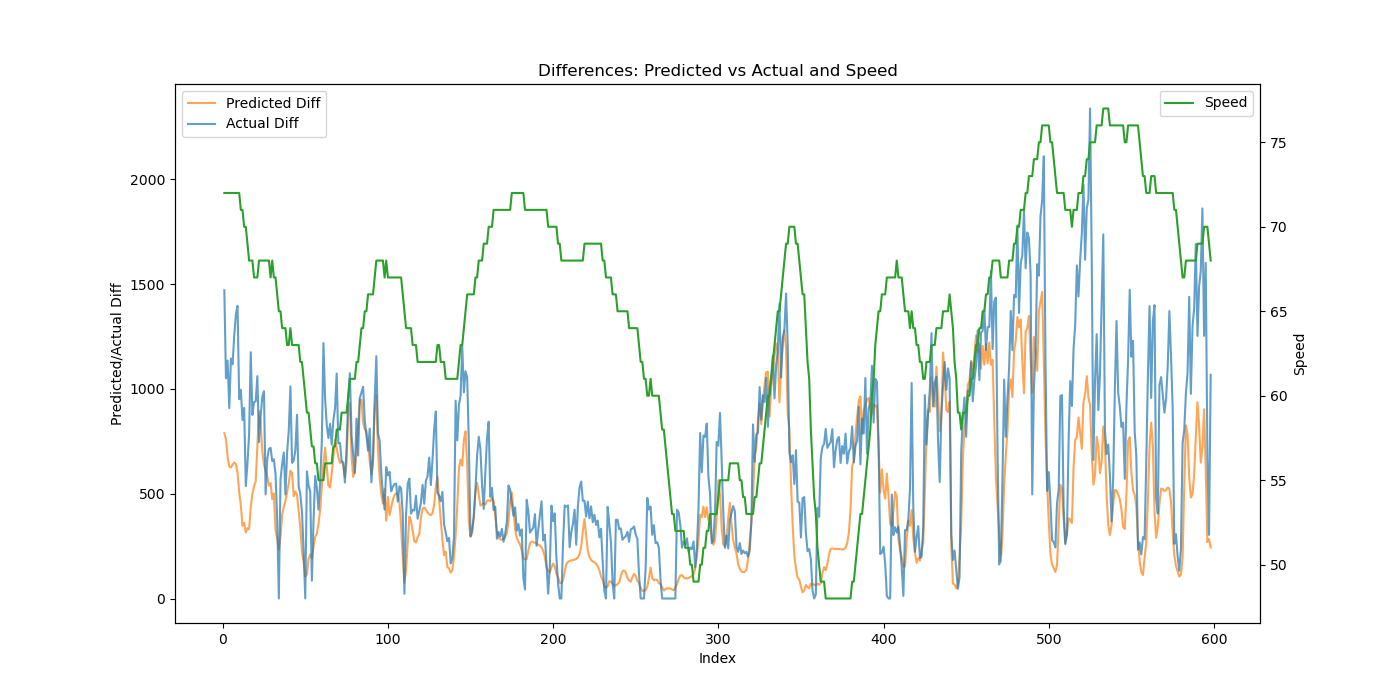 Differences: Predicted vs Actual and Speed
Predicted Diff
Actual Diff
Speed
Predicted/Actual Diff
2000
1500
1000
500
0
75
70
65
60
55
50
Speed
0 100 200 300 400 500 600
Index